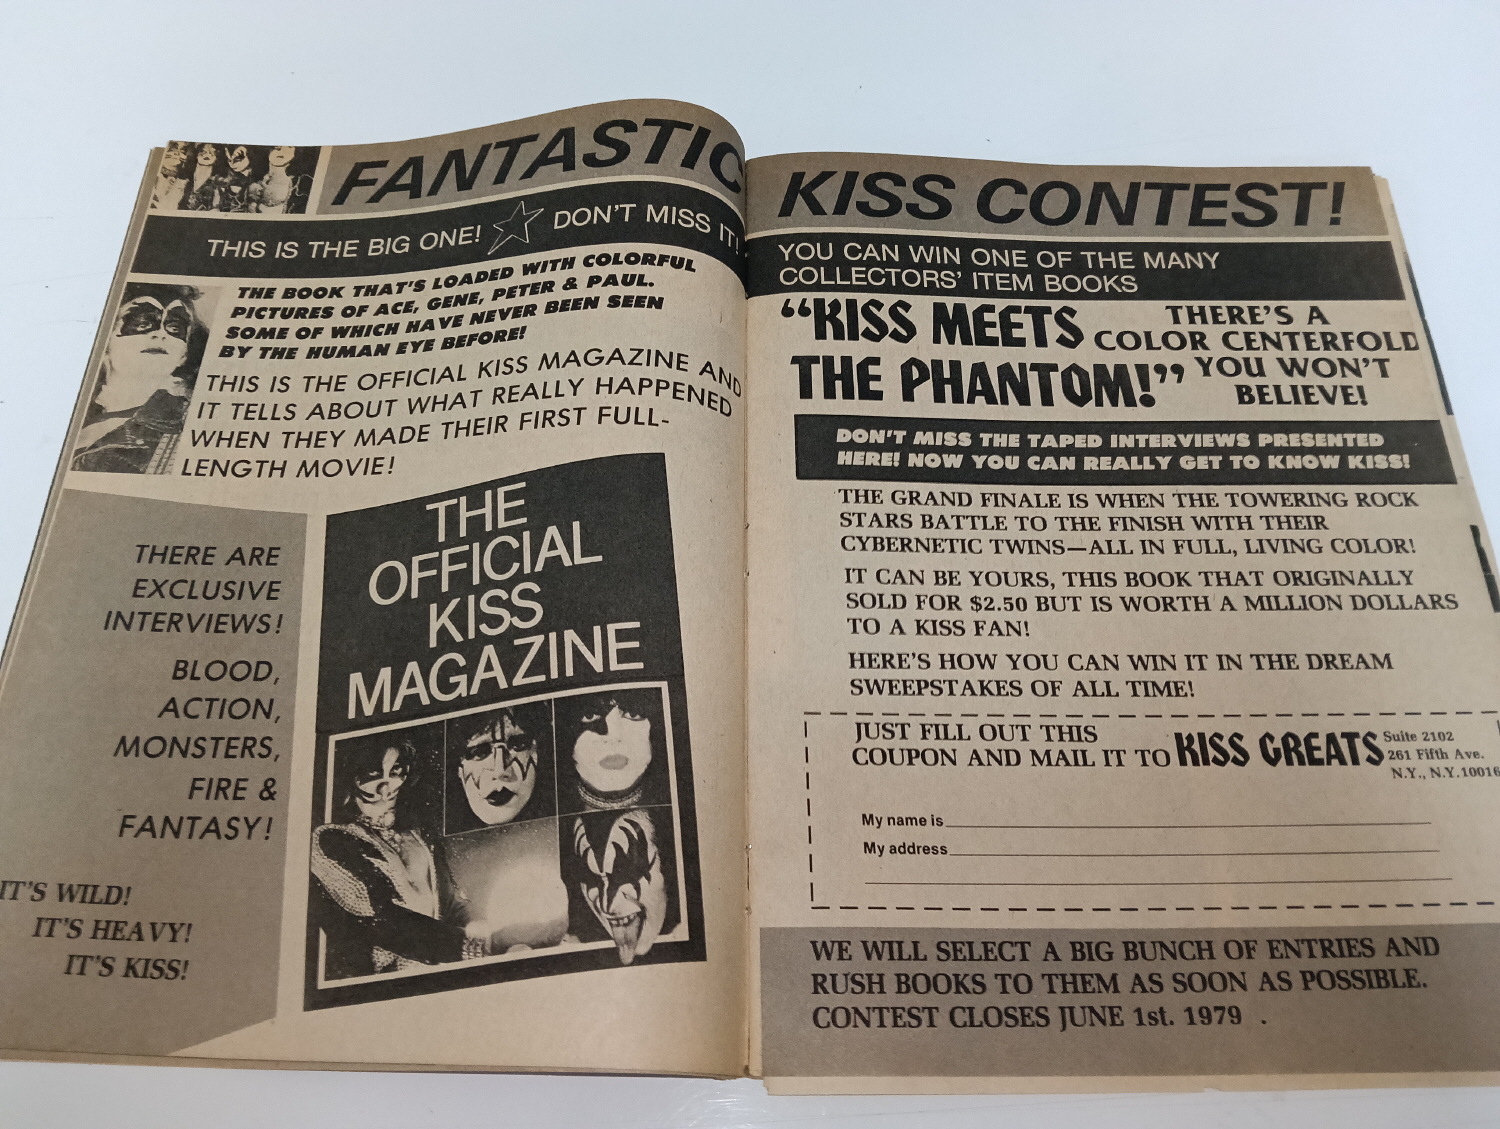 FANTASTIC
THIS IS THE BIG ONE! DON'T MISS IT!
THE BOOK THAT'S LOADED WITH COLORFUL
PICTURES OF ACE, GENE, PETER & PAUL.
SOME OF WHICH HAVE NEVER BEEN SEEN
BY THE HUMAN EYE BEFORE!
THIS IS THE OFFICIAL KISS MAGAZINE AND
IT TELLS ABOUT WHAT REALLY HAPPENED
WHEN THEY MADE THEIR FIRST FULL-
LENGTH MOVIE!
THERE ARE
EXCLUSIVE
INTERVIEWS!
BLOOD,
ACTION,
MONSTERS,
FIRE &
FANTASY!
IT'S WILD!
IT'S HEAVY!
IT'S KISS!
THE
OFFICIAL
KISS
MAGAZINE
KISS CONTEST!
YOU CAN WIN ONE OF THE MANY
COLLECTORS' ITEM BOOKS
"KISS MEETS
THE PHANTOM!"
THERE'S A
COLOR CENTERFOLD
YOU WON'T
BELIEVE!
DON'T MISS THE TAPED INTERVIEWS PRESENTED
HERE! NOW YOU CAN REALLY GET TO KNOW KISS!
THE GRAND FINALE IS WHEN THE TOWERING ROCK
STARS BATTLE TO THE FINISH WITH THEIR
CYBERNETIC TWINS—ALL IN FULL, LIVING COLOR!
IT CAN BE YOURS, THIS BOOK THAT ORIGINALLY
SOLD FOR $2.50 BUT IS WORTH A MILLION DOLLARS
TO A KISS FAN!
HERE'S HOW YOU CAN WIN IT IN THE DREAM
SWEEPSTAKES OF ALL TIME!
JUST FILL OUT THIS
COUPON AND MAIL IT TO KISS GREATS
Suite 2102
261 Fifth Ave.
N.Y., N.Y.10016
My name is
My address
WE WILL SELECT A BIG BUNCH OF ENTRIES AND
RUSH BOOKS TO THEM AS SOON AS POSSIBLE.
CONTEST CLOSES JUNE 1st. 1979 .